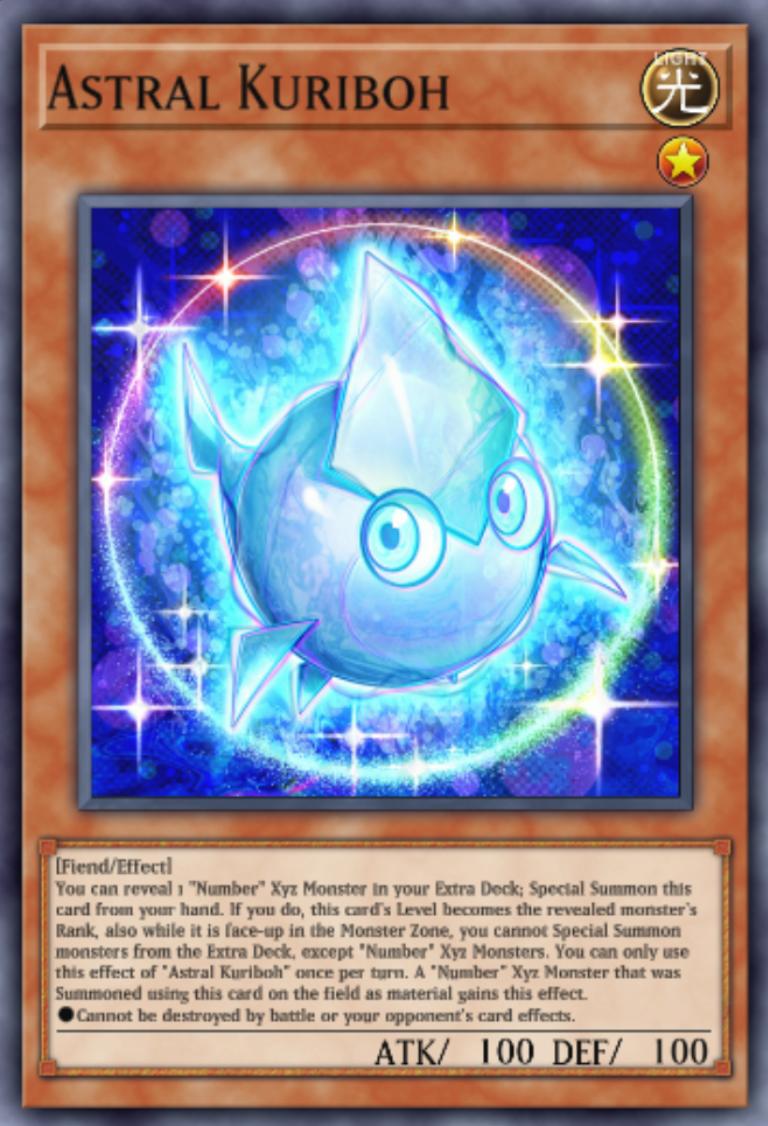 ASTRAL KURIBOH
LIGHT
光
[Fiend/Effect]
You can reveal 1 "Number" Xyz Monster in your Extra Deck; Special Summon this
card from your hand. If you do, this card's Level becomes the revealed monster's
Rank, also while it is face-up in the Monster Zone, you cannot Special Summon
monsters from the Extra Deck, except "Number" Xyz Monsters. You can only use
this effect of "Astral Kuriboh" once per turn. A "Number" Xyz Monster that was
Summoned using this card on the field as material gains this effect.
●Cannot be destroyed by battle or your opponent's card effects.
ATK/ 100 DEF/ 100